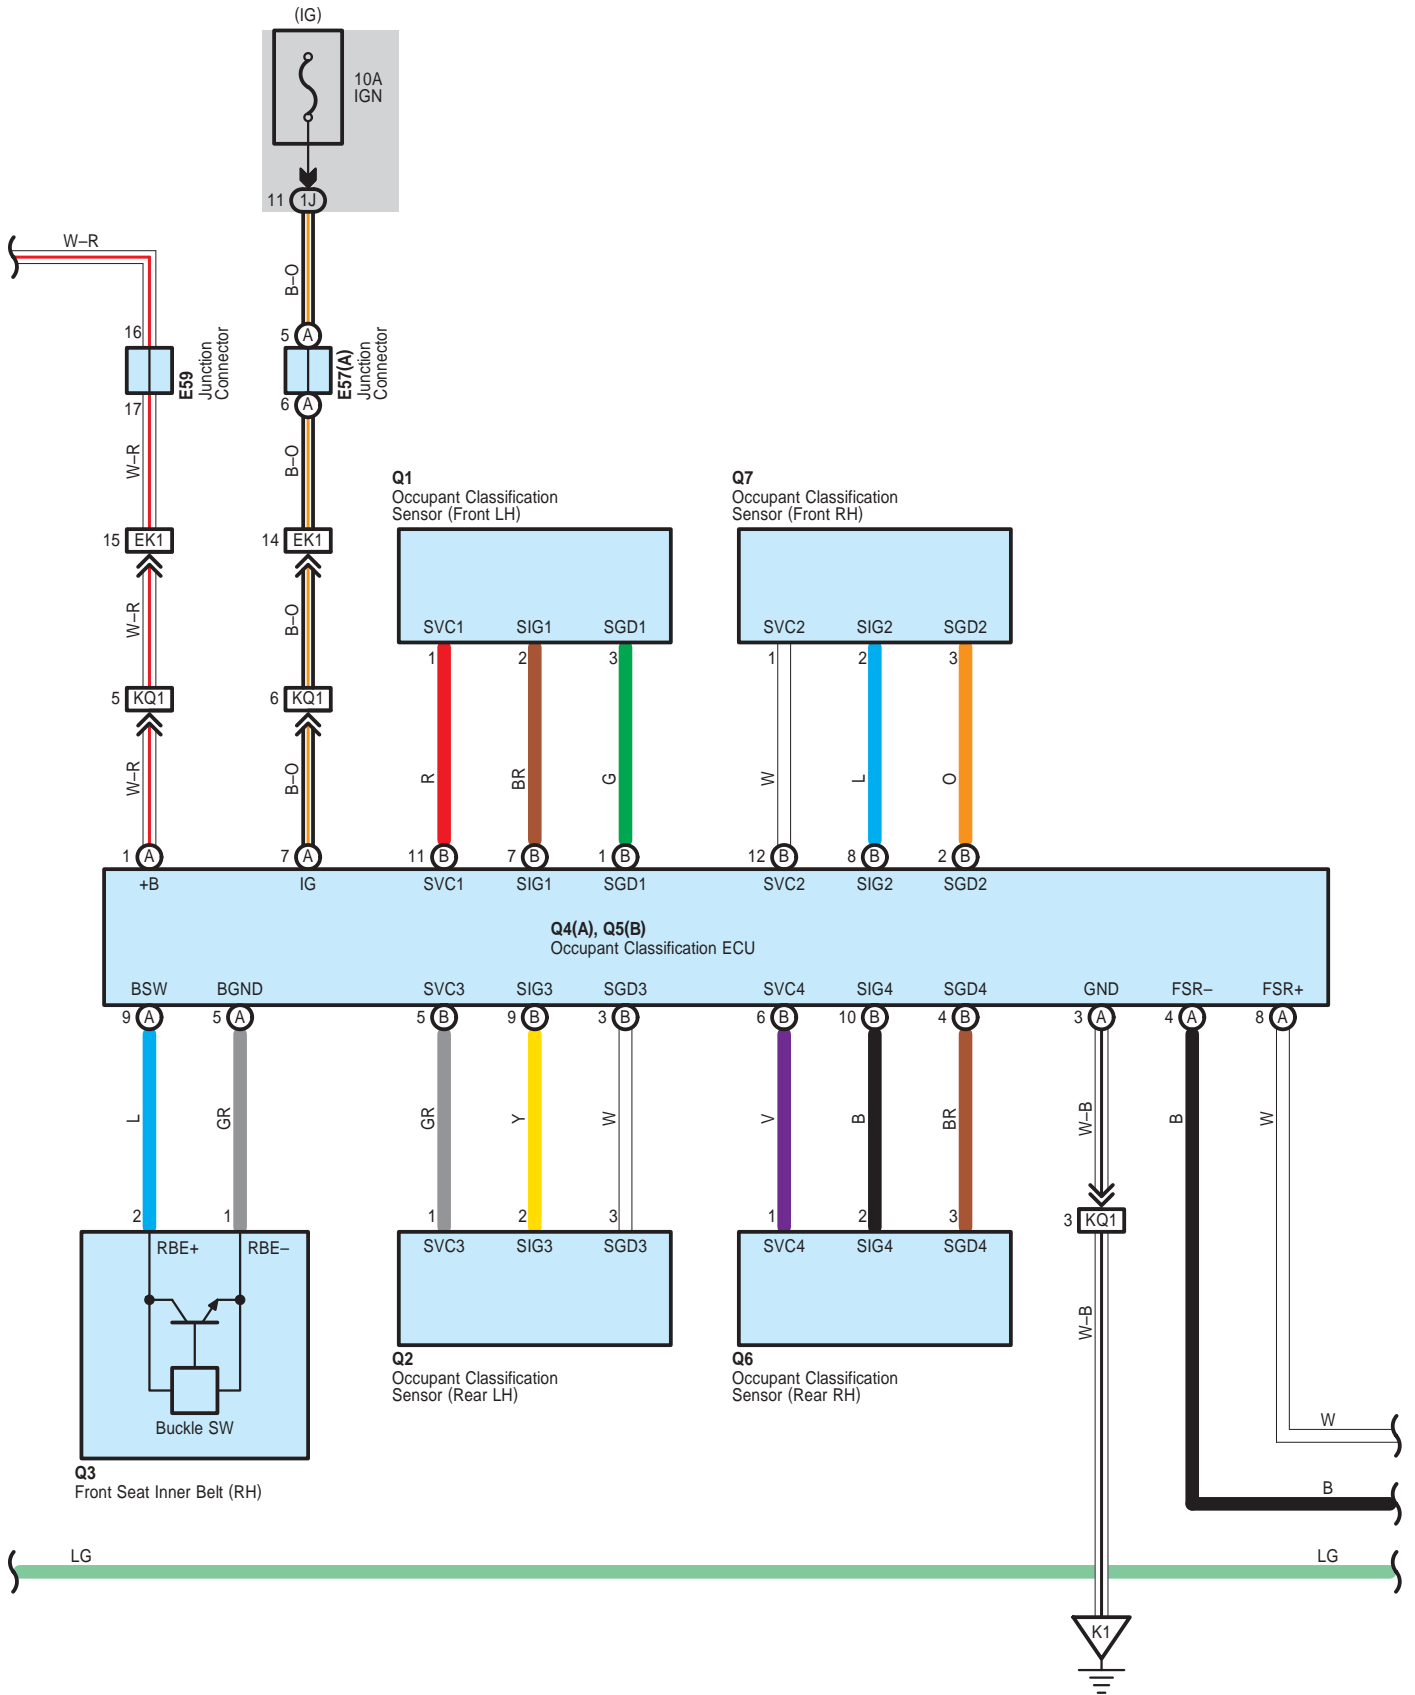 (IG)
10A
IGN
11 1J
W–R
B–O
16
5 A
E59
Junction
Connector
E57(A)
Junction
Connector
17
6 A
W–R
B–O
Q1
Occupant Classification
Sensor (Front LH)
Q7
Occupant Classification
Sensor (Front RH)
15 EK1
14 EK1
W–R
B–O
SVC1 SIG1 SGD1
SVC2 SIG2 SGD2
1 2 3
1 2 3
5 KQ1
6 KQ1
W–R
B–O
R
BR
G
W
L
O
1 A
7 A
11 B
7 B
1 B
12 B
8 B
2 B
+B IG SVC1 SIG1 SGD1 SVC2 SIG2 SGD2
Q4(A), Q5(B)
Occupant Classification ECU
BSW BGND SVC3 SIG3 SGD3 SVC4 SIG4 SGD4 GND FSR– FSR+
9 A
5 A
5 B
9 B
3 B
6 B
10 B
4 B
3 A
4 A
8 A
L
GR
GR
Y
W
V
B
BR
W–B
B
W
2 1
1 2 3
1 2 3
3 KQ1
RBE+ RBE–
SVC3 SIG3 SGD3
SVC4 SIG4 SGD4
W–B
Buckle SW
Q2
Occupant Classification
Sensor (Rear LH)
Q6
Occupant Classification
Sensor (Rear RH)
W
Q3
Front Seat Inner Belt (RH)
B
LG
LG
K1